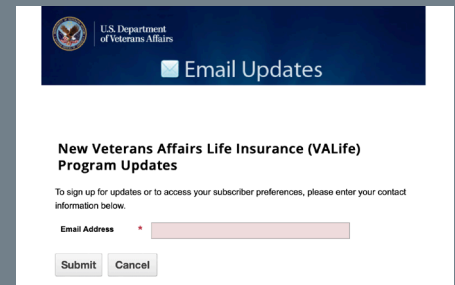 U.S. Department
of Veterans Affairs
Email Updates
New Veterans Affairs Life Insurance (VALife)
Program Updates
To sign up for updates or to access your subscriber preferences, please enter your contact
information below.
Email Address *
Submit Cancel